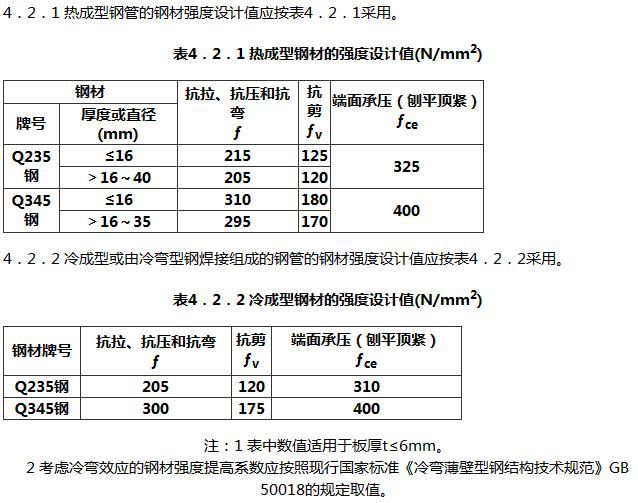 4．2．1 热成型钢管的钢材强度设计值应按表4．2．1采用。
表4．2．1 热成型钢材的强度设计值(N/mm²)
钢材 抗拉、抗压和抗弯 f 抗剪 fv 端面承压（刨平顶紧） fce
牌号 厚度或直径 (mm)
Q235钢 ≤16 215 125 325
＞16～40 205 120
Q345钢 ≤16 310 180 400
＞16～35 295 170
4．2．2 冷成型或由冷弯型钢焊接组成的钢管的钢材强度设计值应按表4．2．2采用。
表4．2．2 冷成型钢材的强度设计值(N/mm²)
钢材牌号 抗拉、抗压和抗弯 f 抗剪 fv 端面承压（刨平顶紧） fce
Q235钢 205 120 310
Q345钢 300 175 400
注：1 表中数值适用于板厚t≤6mm。
2 考虑冷弯效应的钢材强度提高系数应按照现行国家标准《冷弯薄壁型钢结构技术规范》GB
50018的规定取值。